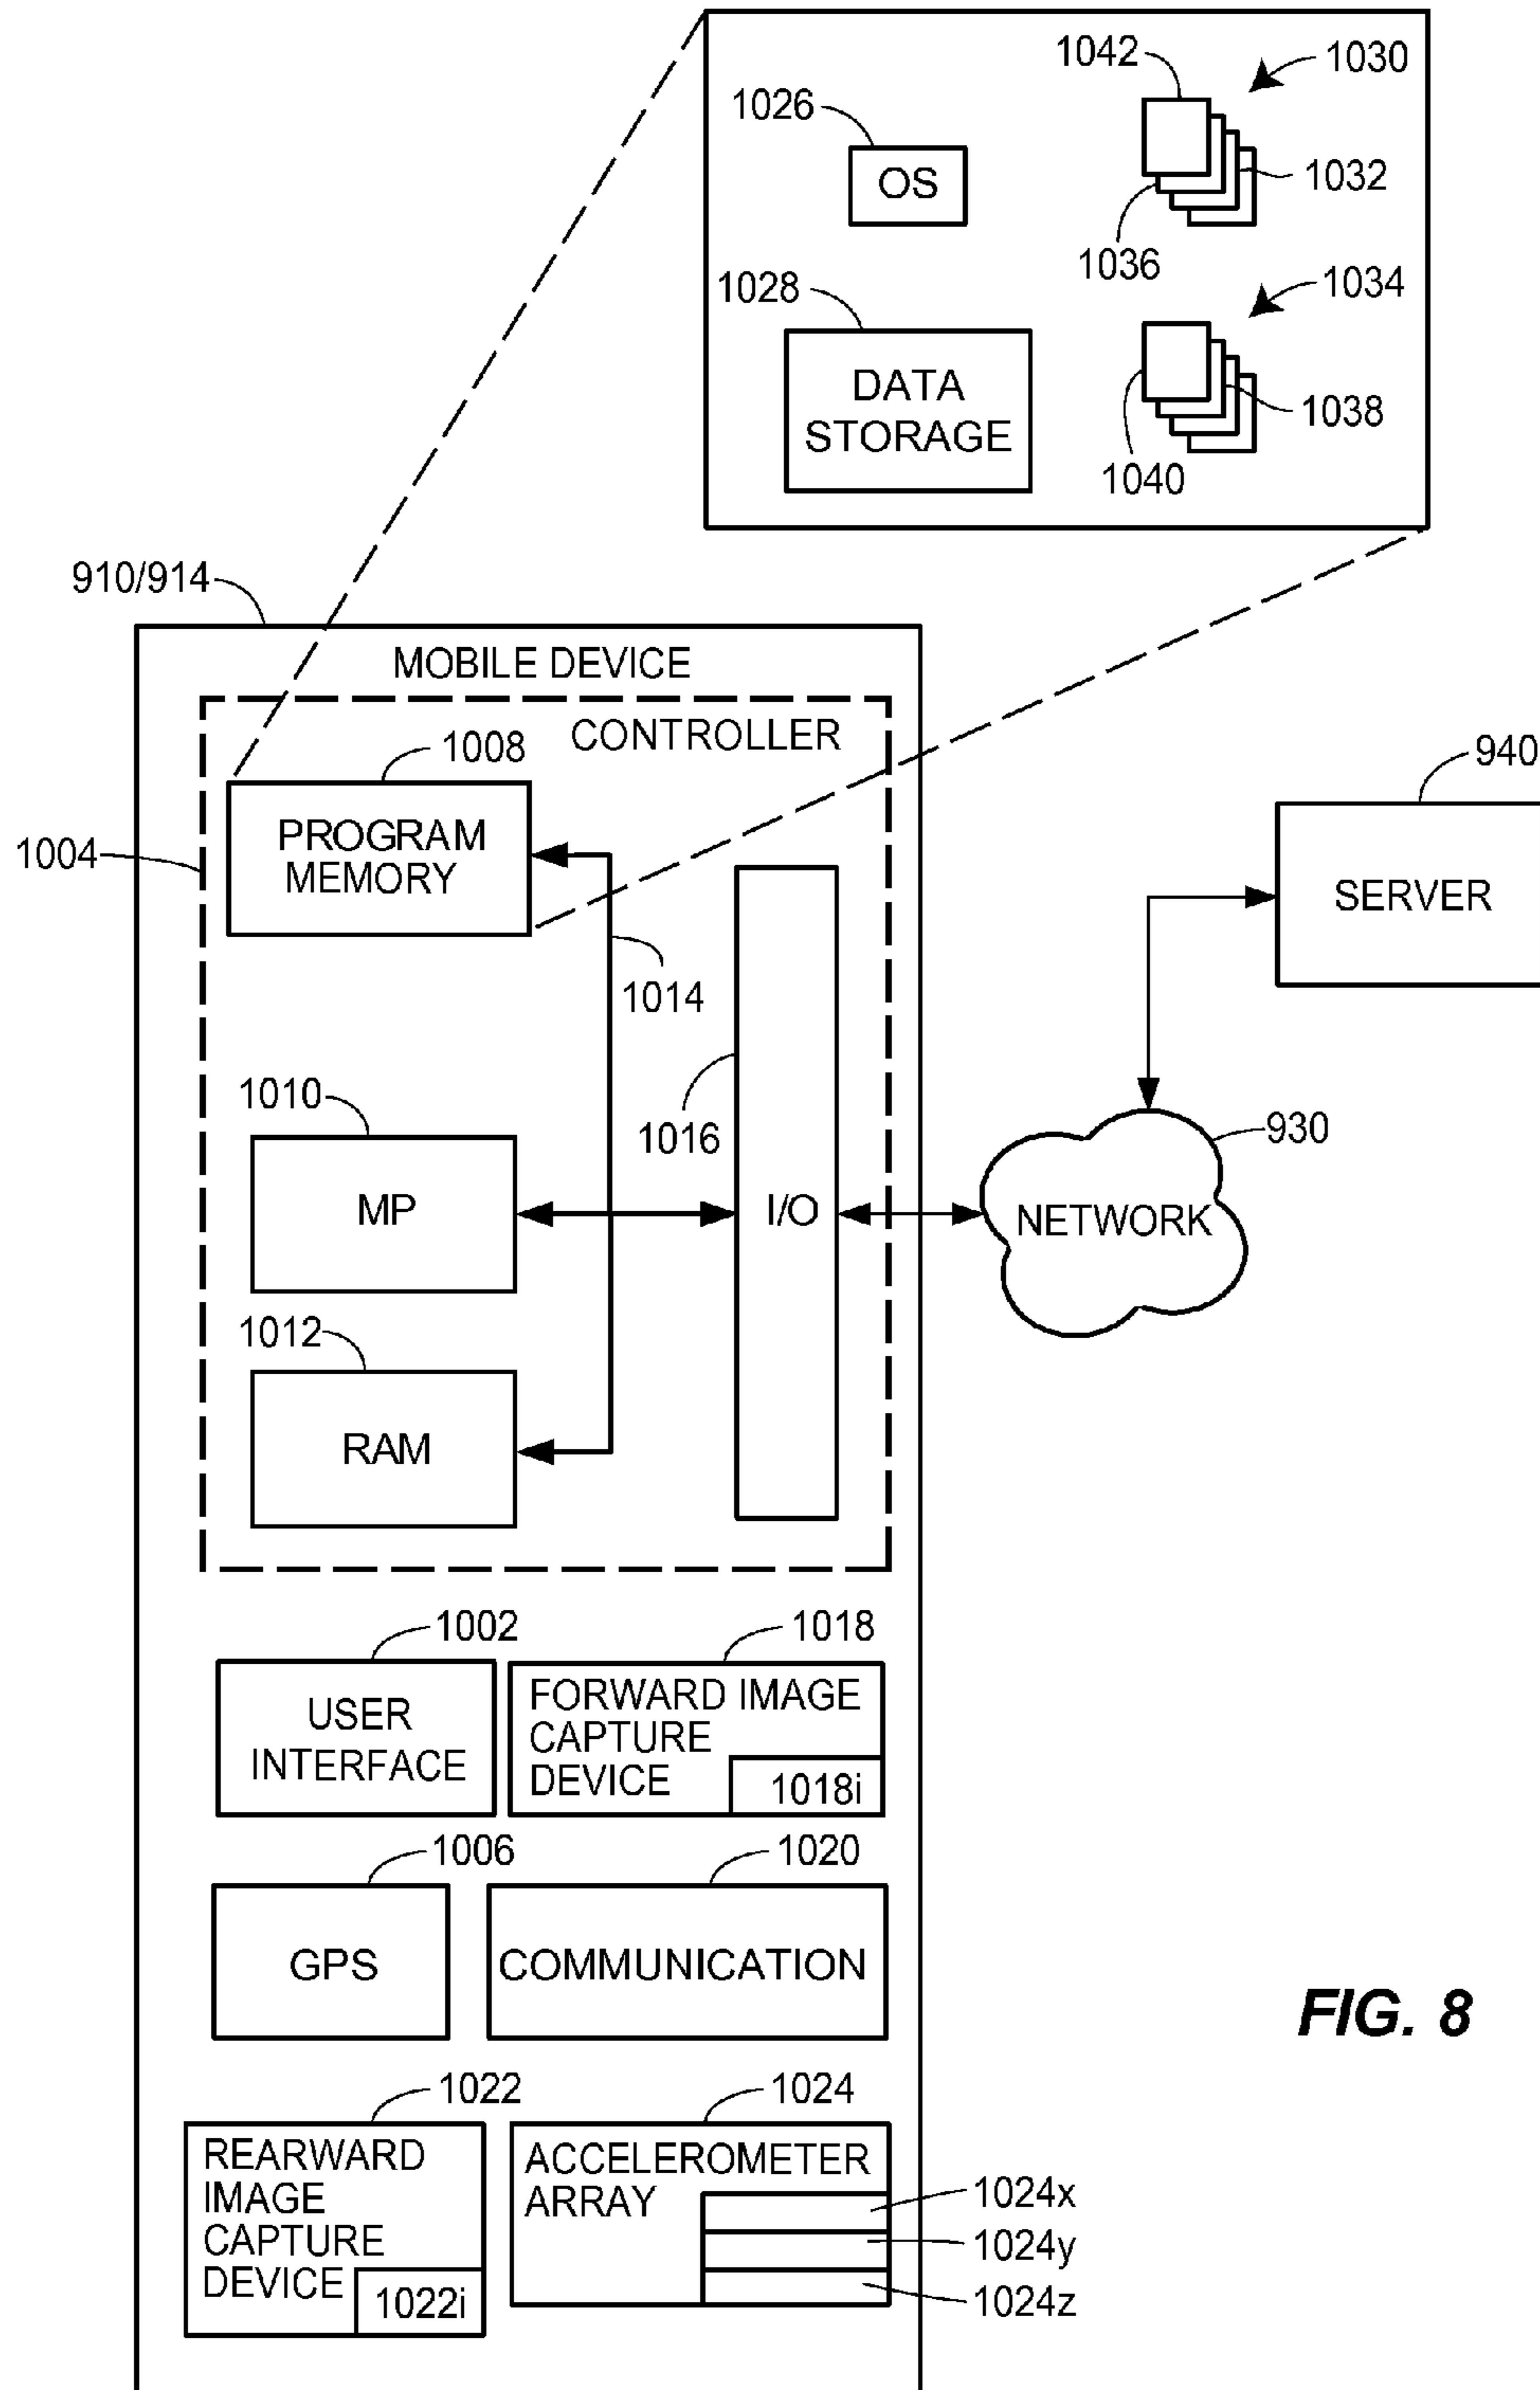 1042
1030
1026
OS
1032
1036
1028
1034
DATA
STORAGE
1038
1040
910/914
MOBILE DEVICE
CONTROLLER
1008
940
PROGRAM
MEMORY
1004
SERVER
1014
1010
1016
930
MP
I/O
NETWORK
1012
RAM
1002
1018
USER
INTERFACE
FORWARD IMAGE
CAPTURE
DEVICE
1018i
1006
1020
GPS
COMMUNICATION
FIG. 8
1022
1024
REARWARD
IMAGE
CAPTURE
DEVICE
1022i
ACCELEROMETER
ARRAY
1024x
1024y
1024z